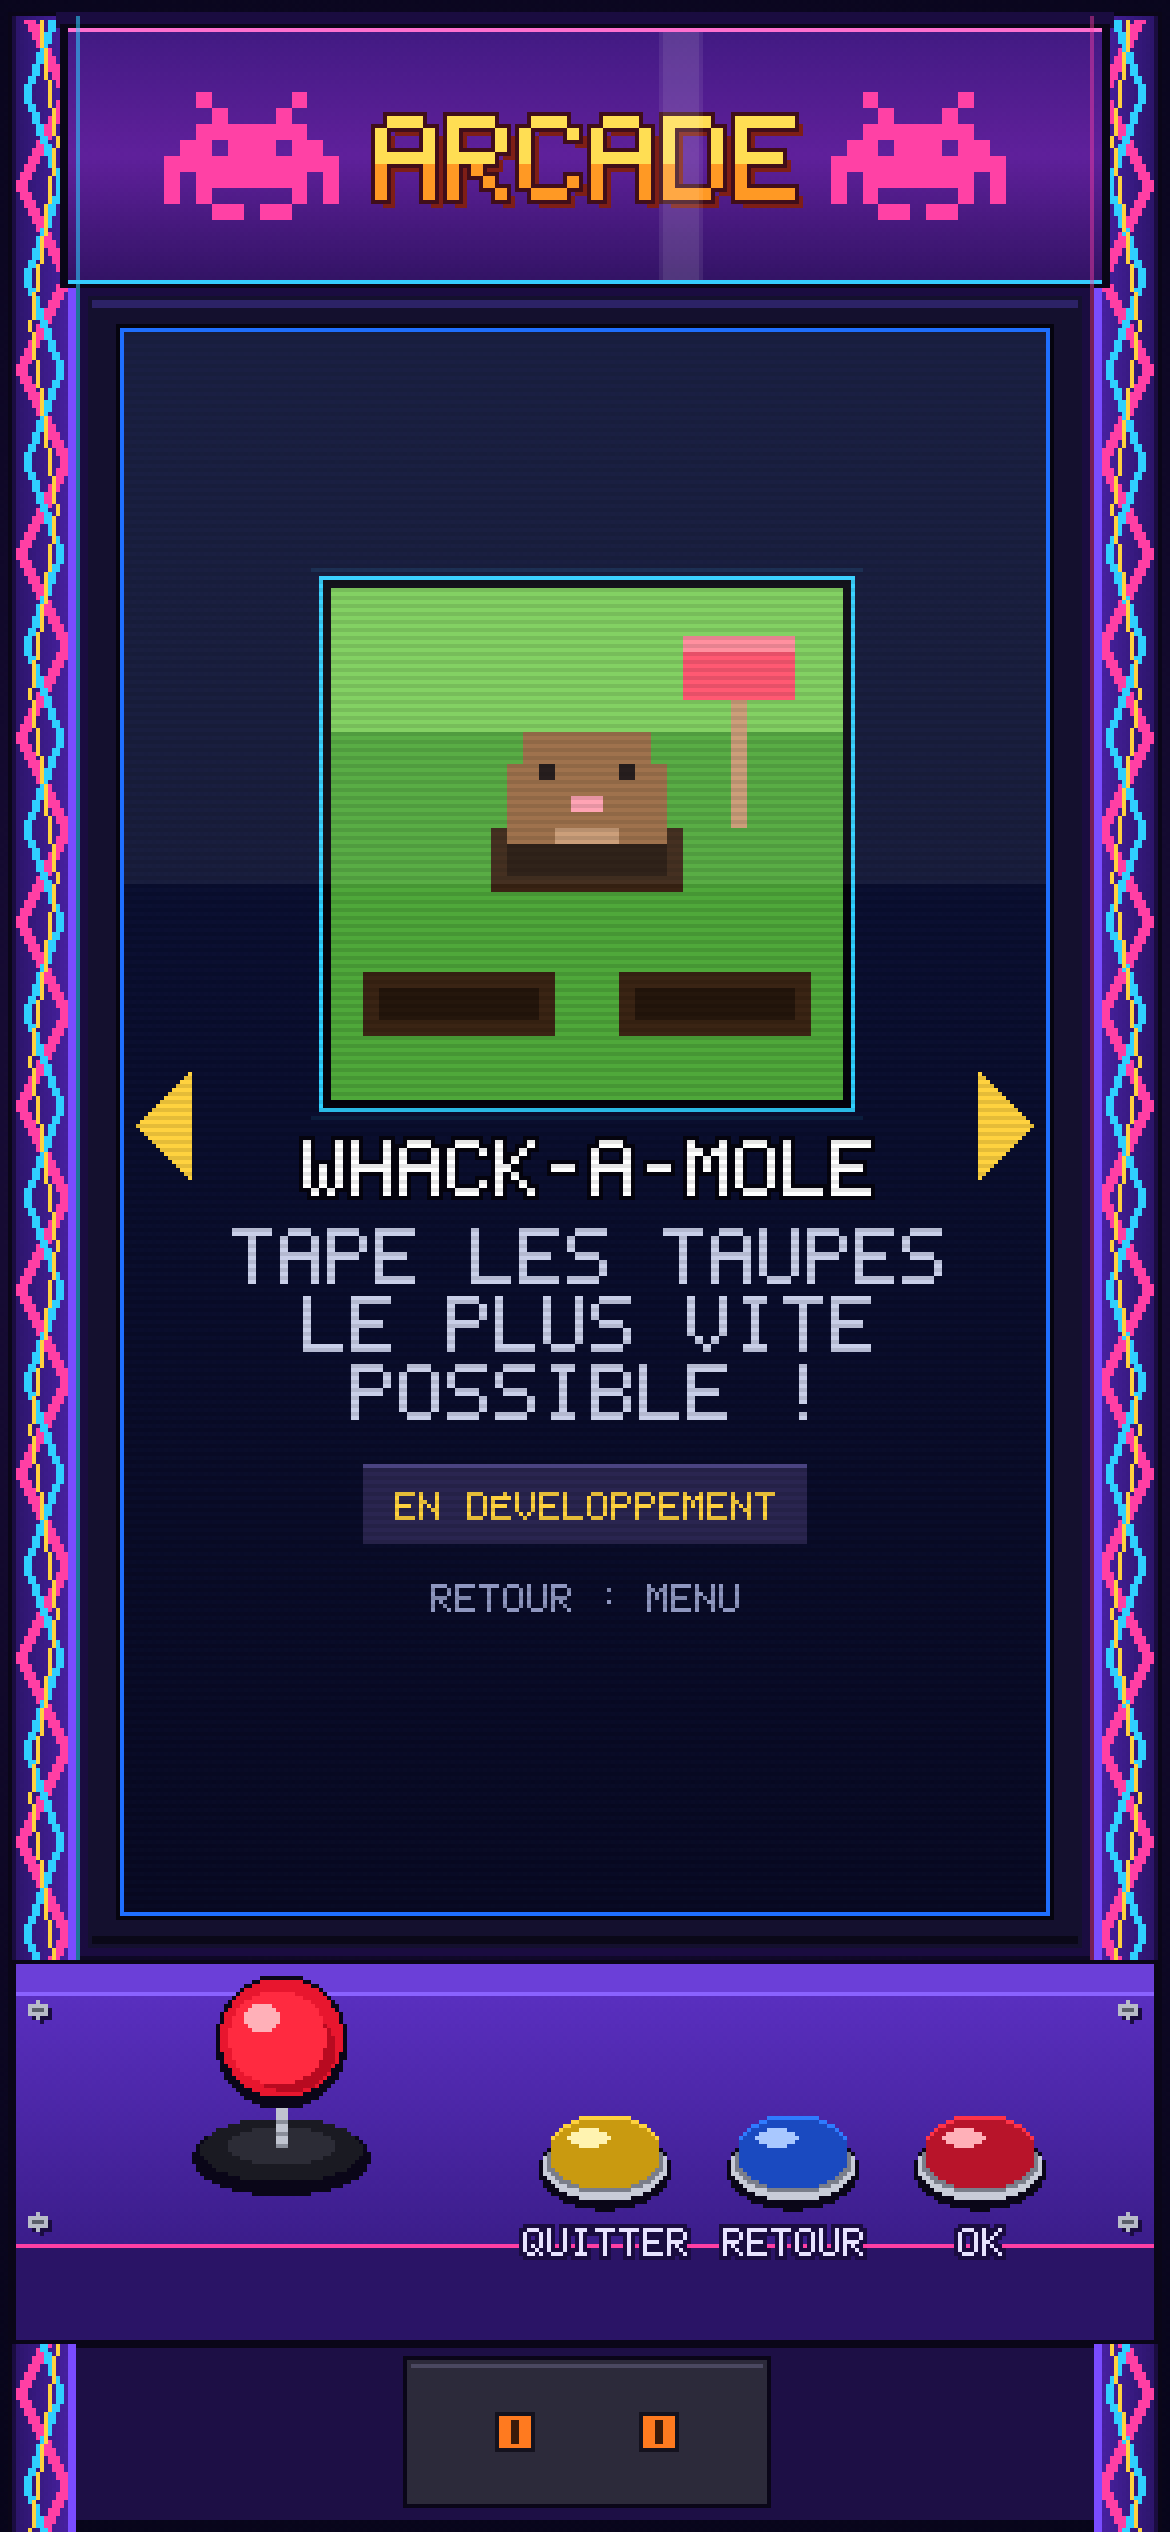 ARCADE
WHACK-A-MOLE
TAPE LES TAUPES
LE PLUS VITE
POSSIBLE !
EN DÉVELOPPEMENT
RETOUR : MENU
QUITTER RETOUR OK